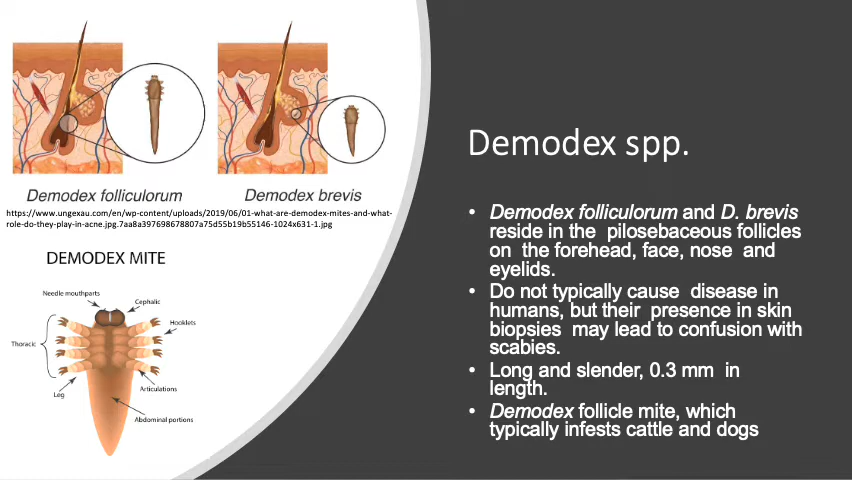 Demodex folliculorum
Demodex brevis
https://www.ungexau.com/en/wp-content/uploads/2019/06/01-what-are-demodex-mites-and-what-
role-do-they-play-in-acne.jpg.7aa8a397698678807a75d55b19b55146-1024x631-1.jpg
DEMODEX MITE
Needle mouthparts
Cephalic
Hooklets
Thoracic
Articulations
Leg
Abdominal portions
Demodex spp.
• Demodex folliculorum and D. brevis
reside in the pilosebaceous follicles
on the forehead, face, nose and
eyelids.
• Do not typically cause disease in
humans, but their presence in skin
biopsies may lead to confusion with
scabies.
• Long and slender, 0.3 mm in
length.
• Demodex follicle mite, which
typically infests cattle and dogs